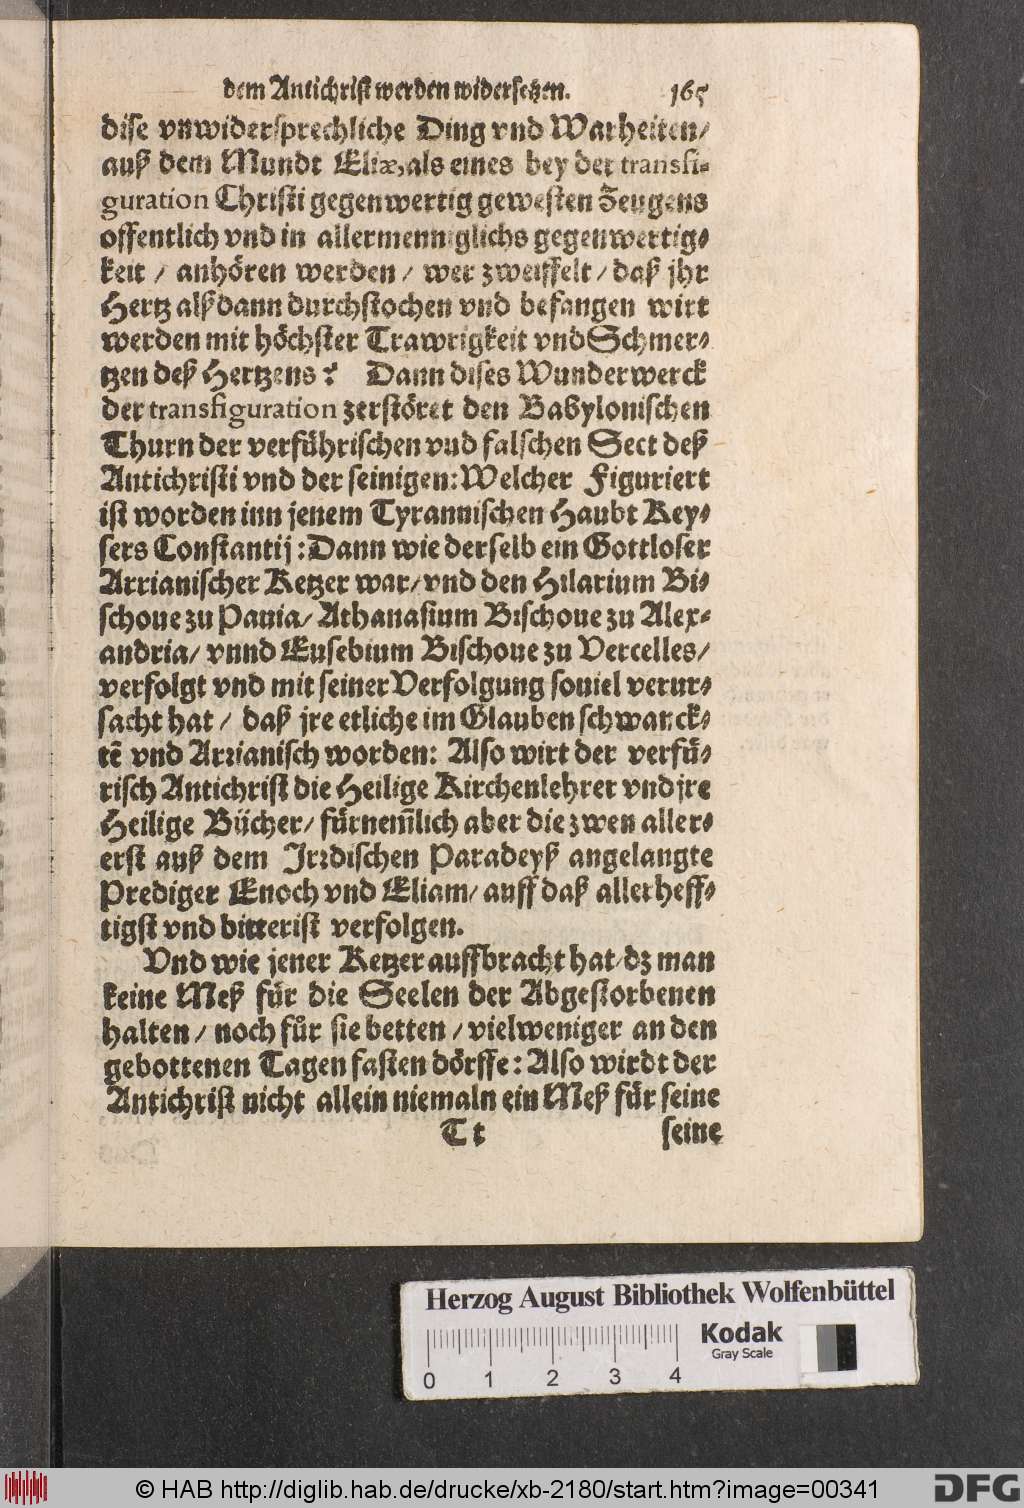 dem Antichrist werden widersetzen. 165
dise vnwidersprechliche Ding vnd Warheiten/
auß dem Mundt Eliæ, als eines bey der transfi-
guration Christi gegenwertig gewesten Zeugens
offentlich vnd in allermenniglichs gegenwertig-
keit / anhören werden / wer zweiffelt / daß jhr
Hertz alßdann durchstochen vnd befangen wirt
werden mit höchster Trawrigkeit vnd Schmer-
tzen deß Hertzens? Dann dises Wunderwerck
der transfiguration zerstöret den Babylonischen
Thurn der verführischen vud falschen Sect deß
Antichristi vnd der seinigen: Welcher Figuriert
ist worden inn jenem Tyrannischen Haubt Key-
sers Constantij: Dann wie derselb ein Gottloser
Arrianischer Ketzer war/ vnd den Hilarium Bi-
schoue zu Pauia/ Athanasium Bischoue zu Alex-
andria/ vnnd Eusebium Bischoue zu Vercelles/
verfolgt vnd mit seiner Verfolgung souiel verur-
sacht hat / daß jre etliche im Glauben schwanck-
tẽ vnd Arrianisch worden: Also wirt der verfü-
risch Antichrist die Heilige Kirchenlehrer vnd jre
Heilige Bücher/ fürnem̃lich aber die zwen aller-
erst auß dem Irrdischen Paradeyß angelangte
Prediger Enoch vnd Eliam/ auff daß allerheff-
tigst vnd bitterist verfolgen.
Vnd wie jener Ketzer auffbracht hat/ dz man
keine Meß für die Seelen der Abgestorbenen
halten / noch fůr sie betten / vielweniger an den
gebottenen Tagen fasten dörffe: Also wirdt der
Antichrist nicht allein niemaln ein Meß für seine
Tt seine
Herzog August Bibliothek Wolfenbüttel
Kodak
Gray Scale
0 1 2 3 4
© HAB http://diglib.hab.de/drucke/xb-2180/start.htm?image=00341
DFG